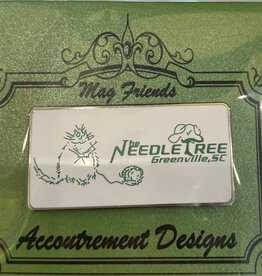 Mag Friends
The NeedleTree
Greenville, SC
Accoutrement Designs